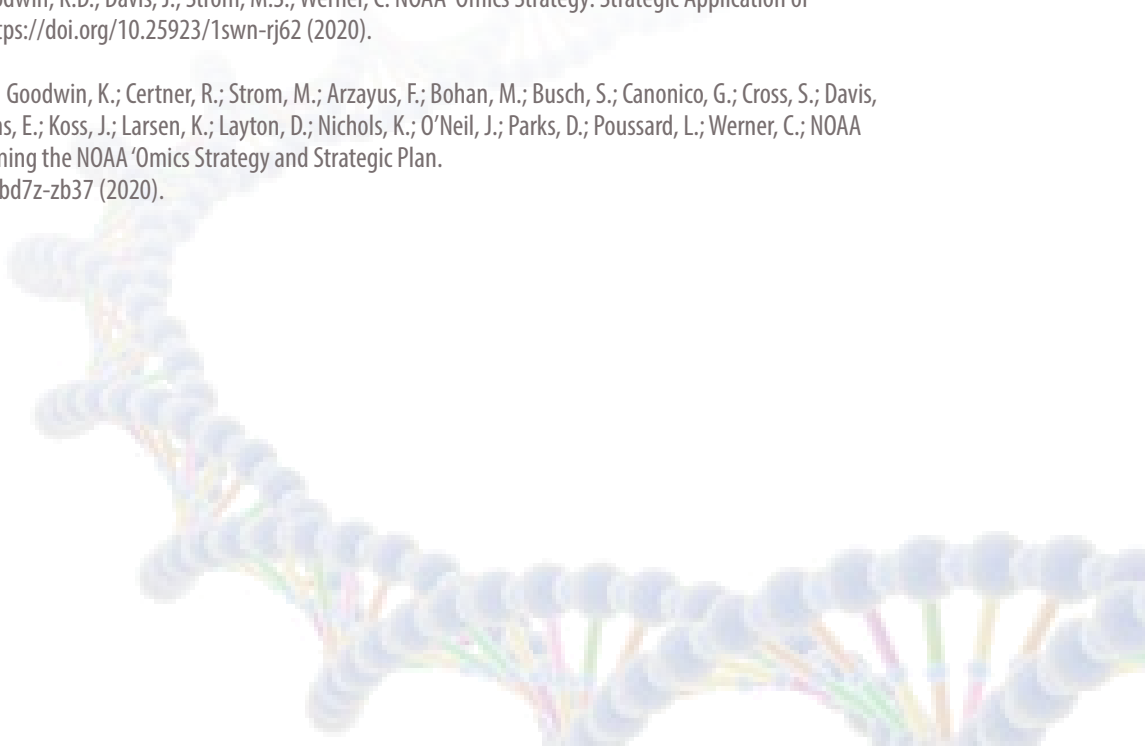 odwin, K.D., Davis, J., Strom, M.S., Werner, C. NOAA 'Omics Strategy: Strategic Application of
tps://doi.org/10.25923/1swn-rj62 (2020).
Goodwin, K.; Certner, R.; Strom, M.; Arzayus, F.; Bohan, M.; Busch, S.; Canonico, G.; Cross, S.; Davis,
as, E.; Koss, J.; Larsen, K.; Layton, D.; Nichols, K.; O'Neil, J.; Parks, D.; Poussard, L.; Werner, C.; NOAA
ning the NOAA 'Omics Strategy and Strategic Plan.
bd7z-zb37 (2020).